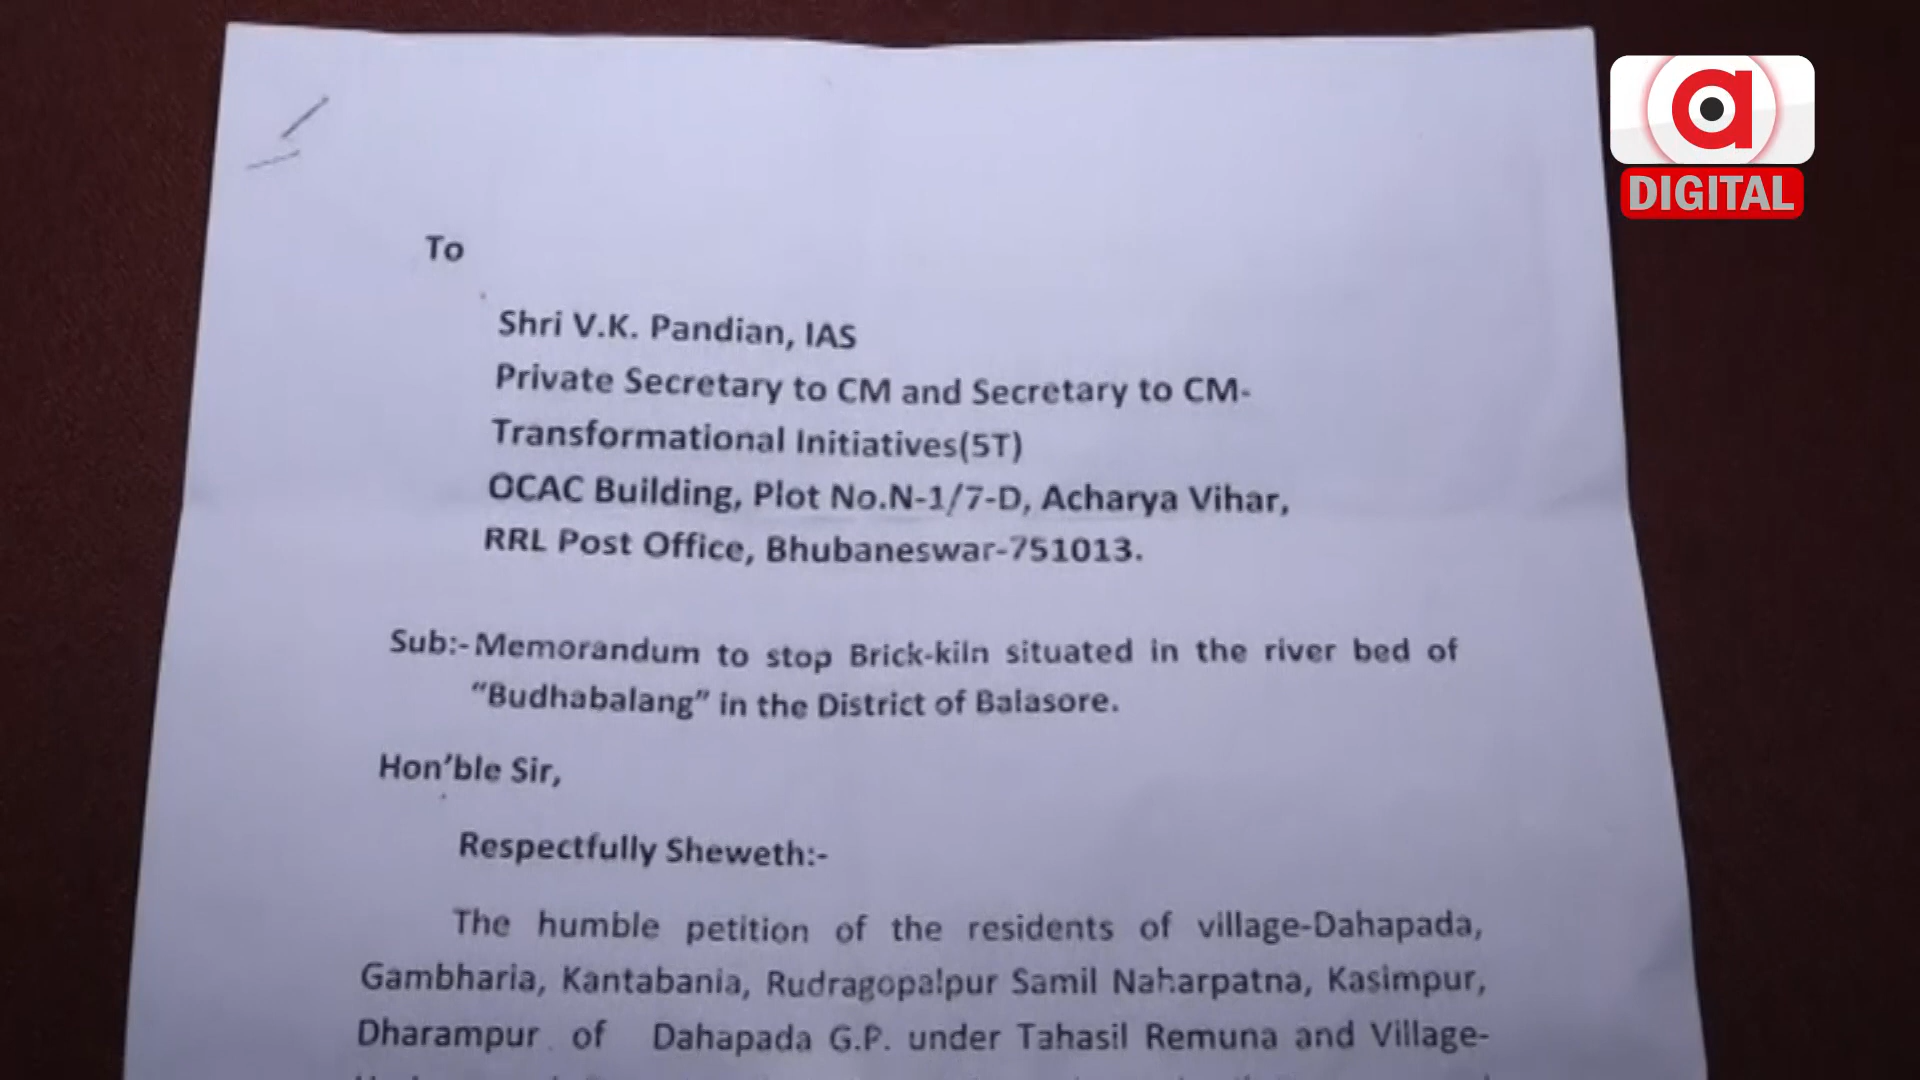 a
DIGITAL
To
Shri V.K. Pandian, IAS
Private Secretary to CM and Secretary to CM-
Transformational Initiatives(5T)
OCAC Building, Plot No.N-1/7-D, Acharya Vihar,
RRL Post Office, Bhubaneswar-751013.
Sub:- Memorandum to stop Brick-kiln situated in the river bed of
“Budhabalang” in the District of Balasore.
Hon’ble Sir,
Respectfully Sheweth:-
The humble petition of the residents of village-Dahapada,
Gambharia, Kantabania, Rudragopalpur Samil Naharpatna, Kasimpur,
Dharampur of Dahapada G.P. under Tahasil Remuna and Village-